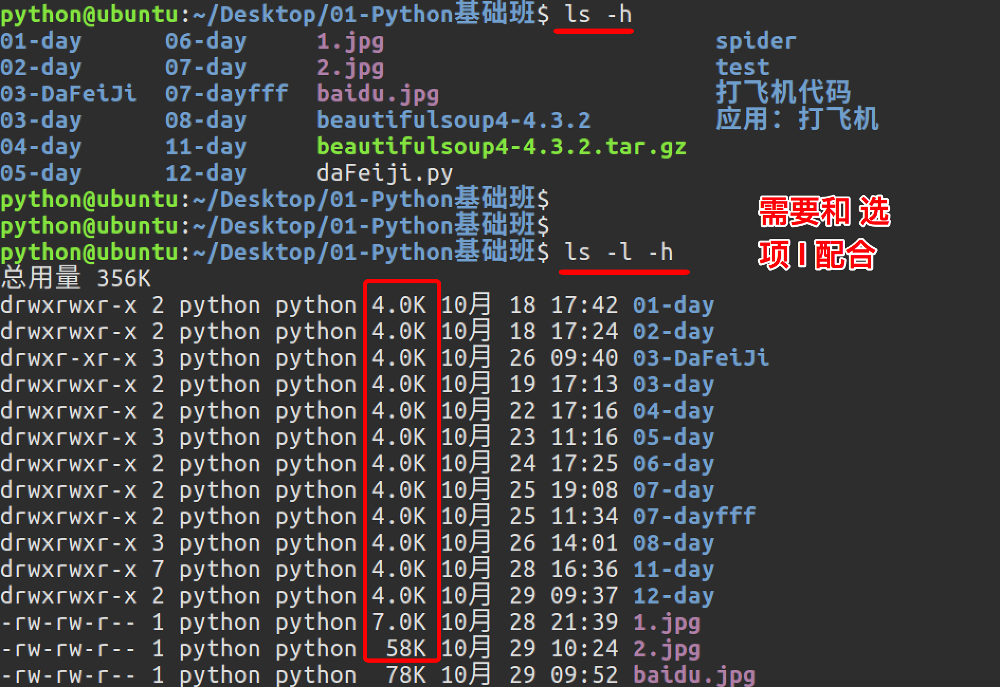 python@ubuntu:~/Desktop/01-Python基础班$ ls -h
01-day 06-day 1.jpg spider
02-day 07-day 2.jpg test
03-DaFeiJi 07-dayfff baidu.jpg 打飞机代码
03-day 08-day beautifulsoup4-4.3.2 应用：打飞机
04-day 11-day beautifulsoup4-4.3.2.tar.gz
05-day 12-day daFeiji.py
python@ubuntu:~/Desktop/01-Python基础班$
python@ubuntu:~/Desktop/01-Python基础班$
需要和 选
项 l 配合
python@ubuntu:~/Desktop/01-Python基础班$ ls -l -h
总用量 356K
drwxrwxr-x 2 python python 4.0K 10月 18 17:42 01-day
drwxrwxr-x 2 python python 4.0K 10月 18 17:24 02-day
drwxr-xr-x 3 python python 4.0K 10月 26 09:40 03-DaFeiJi
drwxrwxr-x 2 python python 4.0K 10月 19 17:13 03-day
drwxrwxr-x 2 python python 4.0K 10月 22 17:16 04-day
drwxrwxr-x 3 python python 4.0K 10月 23 11:16 05-day
drwxrwxr-x 2 python python 4.0K 10月 24 17:25 06-day
drwxrwxr-x 2 python python 4.0K 10月 25 19:08 07-day
drwxrwxr-x 2 python python 4.0K 10月 25 11:34 07-dayfff
drwxrwxr-x 3 python python 4.0K 10月 26 14:01 08-day
drwxrwxr-x 7 python python 4.0K 10月 28 16:36 11-day
drwxrwxr-x 2 python python 4.0K 10月 29 09:37 12-day
-rw-rw-r-- 1 python python 7.0K 10月 28 21:39 1.jpg
-rw-rw-r-- 1 python python 58K 10月 29 10:24 2.jpg
-rw-rw-r-- 1 python python 78K 10月 29 09:52 baidu.jpg